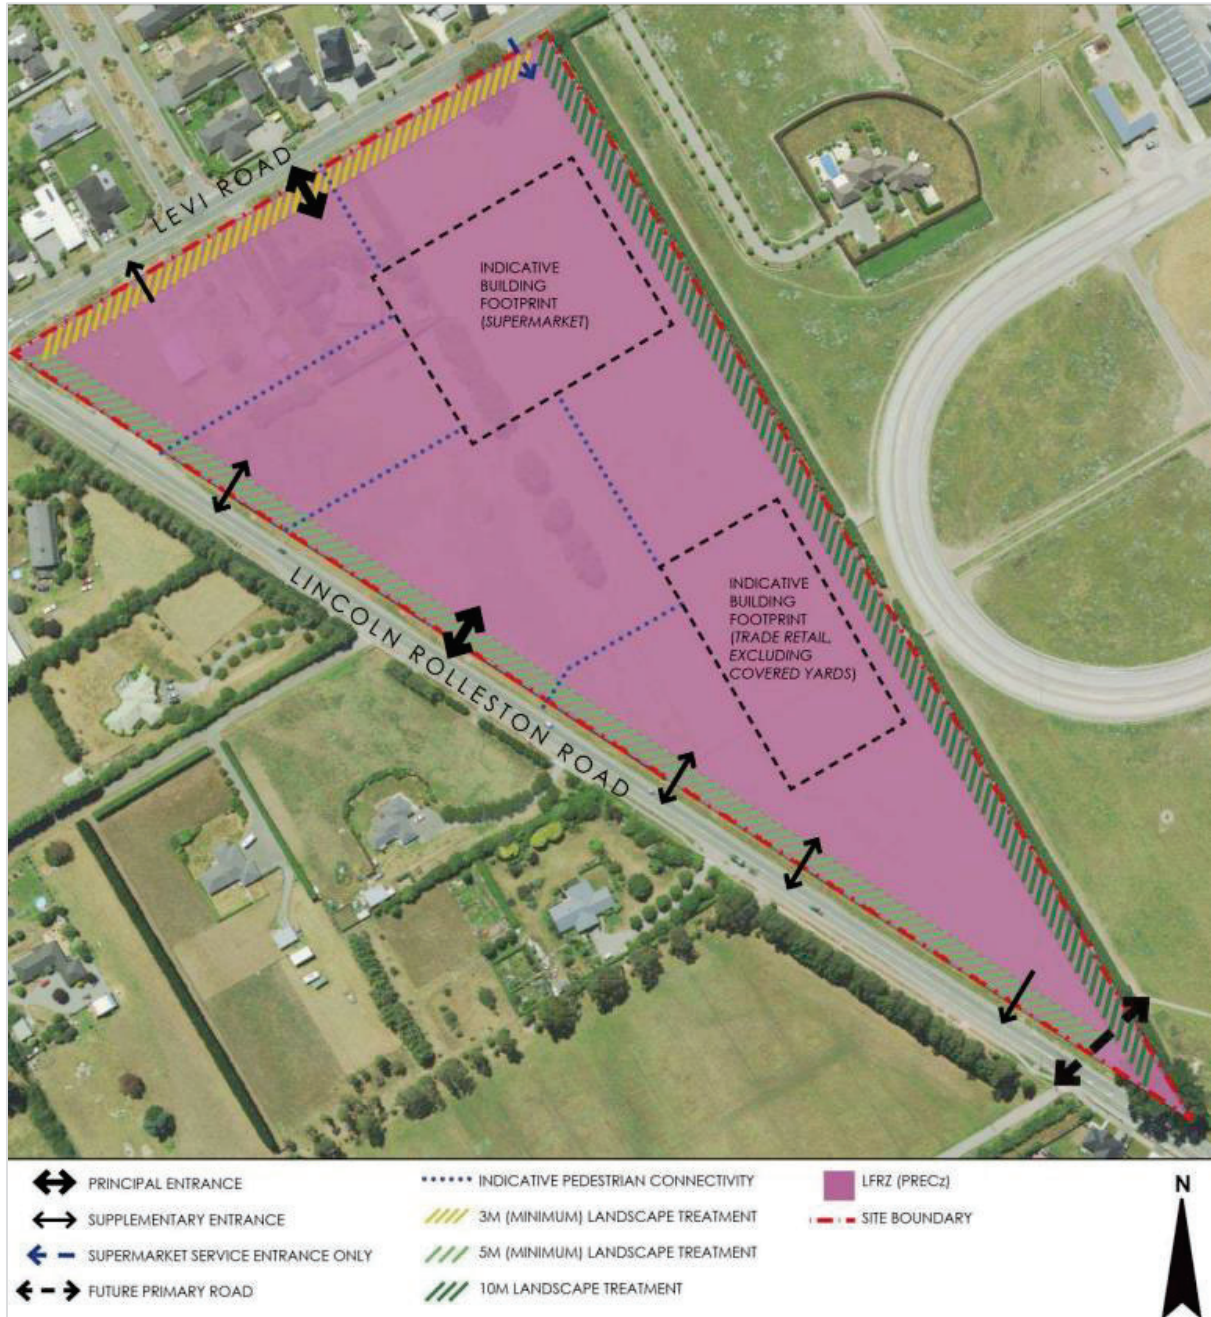 LEVI ROAD
INDICATIVE
BUILDING
FOOTPRINT
(SUPERMARKET)
INDICATIVE
BUILDING
FOOTPRINT
(TRADE RETAIL,
EXCLUDING
COVERED YARDS)
LINCOLN ROLLESTON ROAD
PRINCIPAL ENTRANCE
SUPPLEMENTARY ENTRANCE
SUPERMARKET SERVICE ENTRANCE ONLY
FUTURE PRIMARY ROAD
INDICATIVE PEDESTRIAN CONNECTIVITY
3M (MINIMUM) LANDSCAPE TREATMENT
5M (MINIMUM) LANDSCAPE TREATMENT
10M LANDSCAPE TREATMENT
LFRZ (PRECz)
SITE BOUNDARY
N